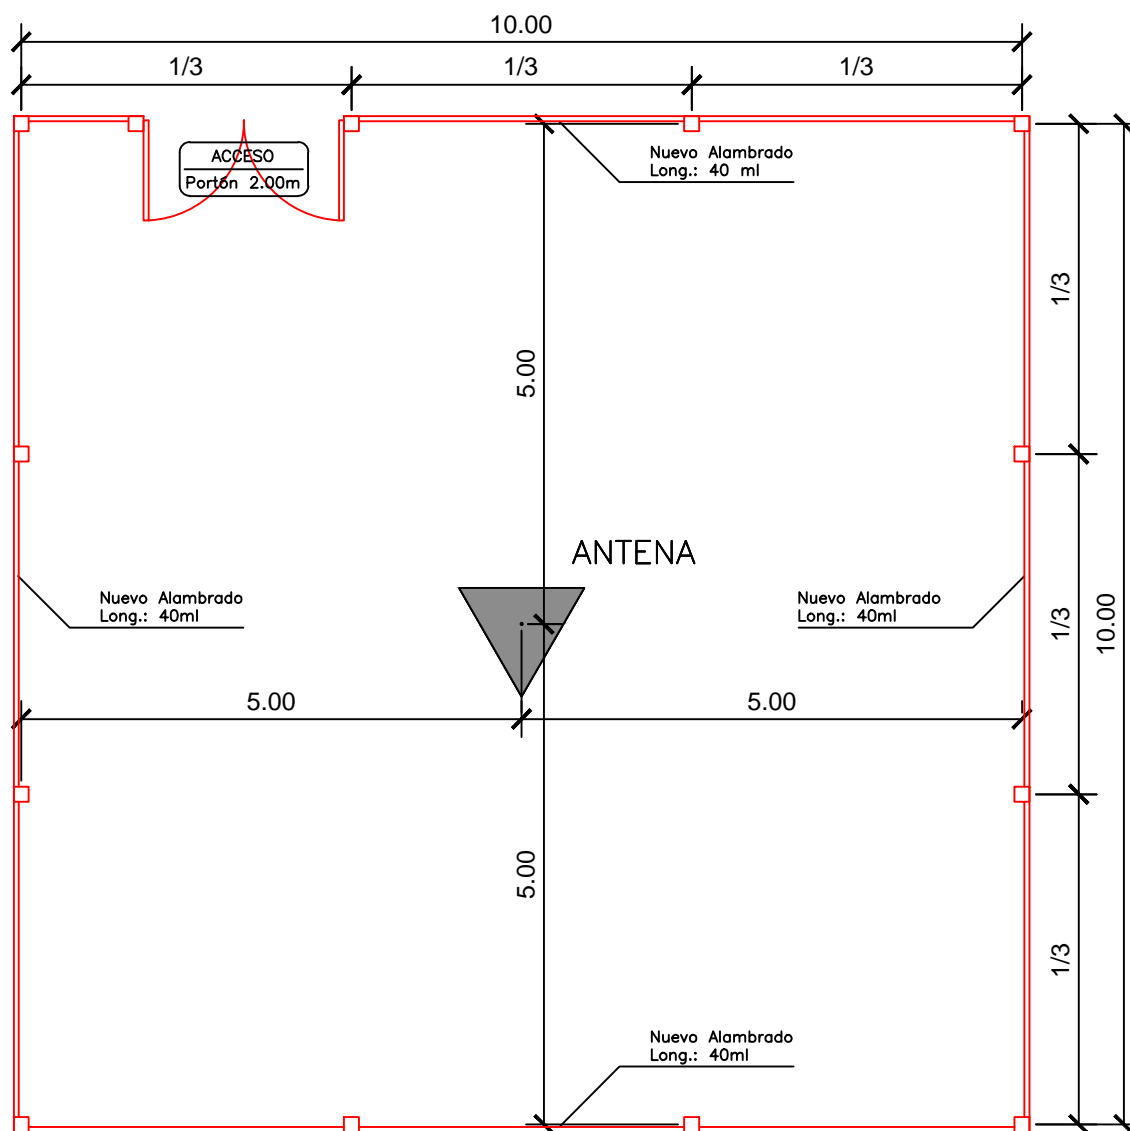 10.00
1/3
1/3
1/3
ACCESO
Portón 2.00m
Nuevo Alambrado
Long.: 40 ml
1/3
5.00
ANTENA
Nuevo Alambrado
Long.: 40ml
Nuevo Alambrado
Long.: 40ml
1/3
10.00
5.00
5.00
5.00
1/3
Nuevo Alambrado
Long.: 40ml